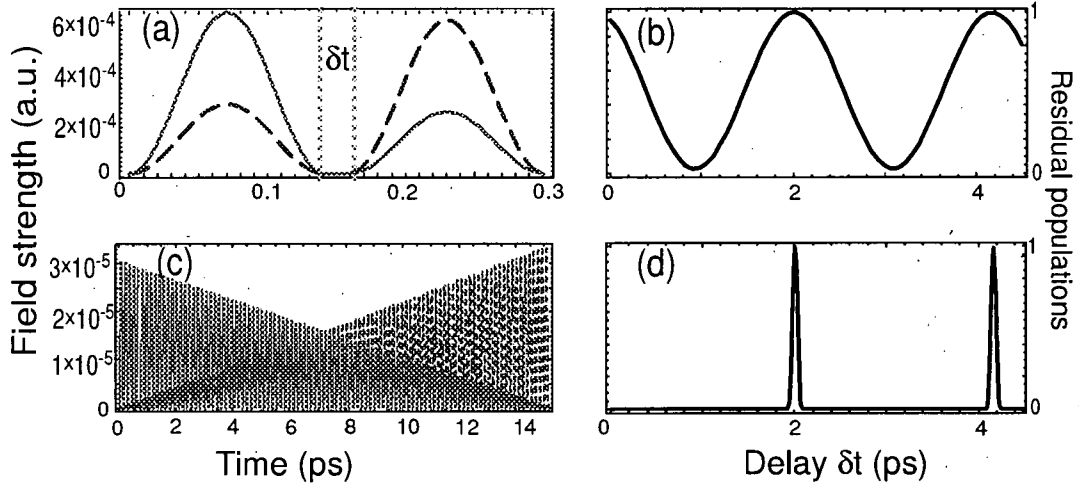 Field strength (a.u.)
6×10-4
4×10-4
2×10-4
0
(a)
δt
0
0.1
0.2
0.3
(b)
1
0
0
2
4
Residual populations
3×10-5
2×10-5
1×10-5
0
(c)
0 2 4 6 8 10 12 14
Time (ps)
(d)
1
0
0
2
4
Delay δt (ps)